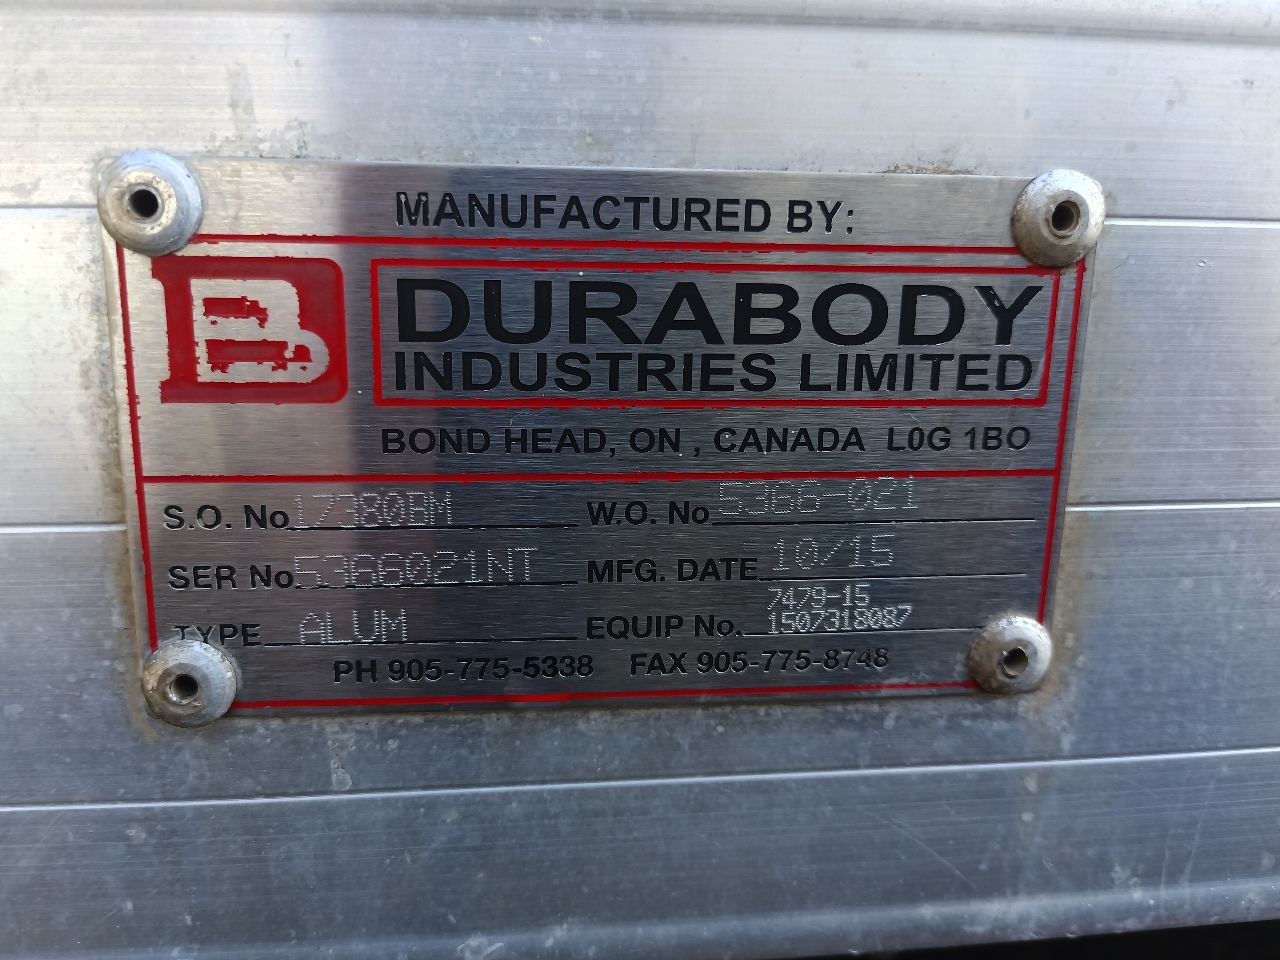 MANUFACTURED BY:
B DURABODY
INDUSTRIES LIMITED
BOND HEAD, ON , CANADA L0G 1BO
S.O. No 17380BM W.O. No 5366-021
SER No 5366021NT MFG. DATE 10/15
7479-15
TYPE ALUM EQUIP No. 1507318087
PH 905-775-5338 FAX 905-775-8748